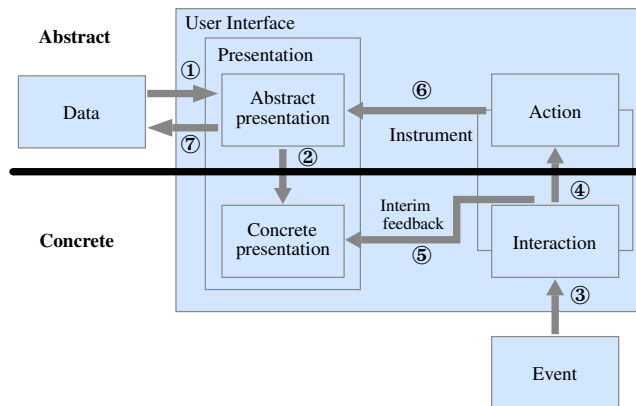 User Interface
Abstract
Presentation
①
⑥
Data
Abstract
presentation
Action
Instrument
⑦
②
④
Interim
feedback
Concrete
Concrete
presentation
Interaction
⑤
③
Event